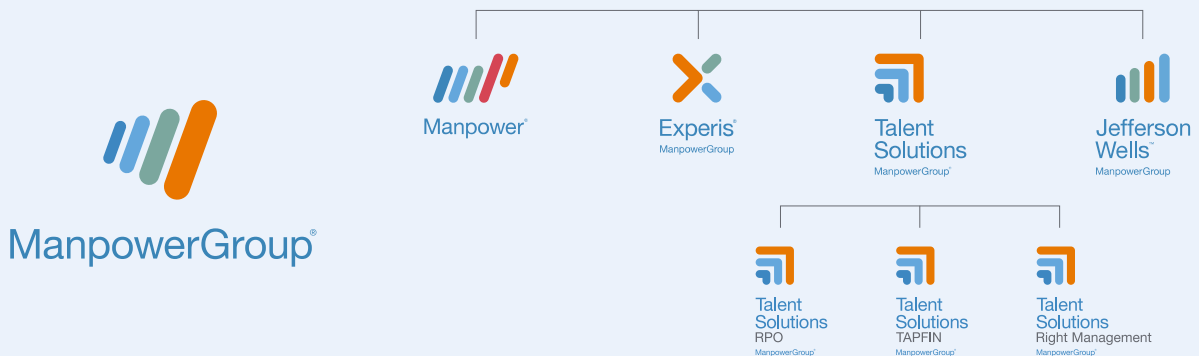 ManpowerGroup®
Manpower®
Experis®
ManpowerGroup
Talent
Solutions
ManpowerGroup®
Jefferson
Wells™
ManpowerGroup
Talent
Solutions
RPO
ManpowerGroup®
Talent
Solutions
TAPFIN
ManpowerGroup®
Talent
Solutions
Right Management
ManpowerGroup®